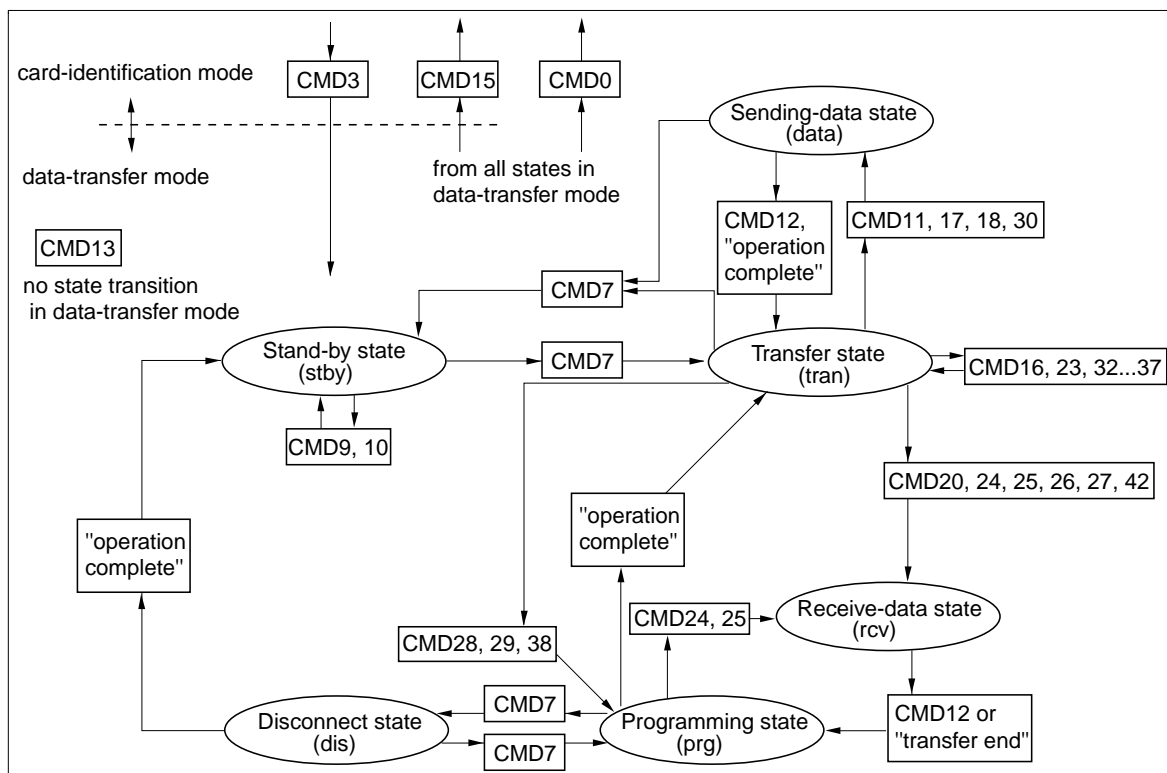 card-identification mode
CMD3
CMD15
CMD0
data-transfer mode
from all states in
data-transfer mode
Sending-data state
(data)
CMD13
no state transition
in data-transfer mode
CMD12,
"operation
complete"
CMD11, 17, 18, 30
CMD7
Stand-by state
(stby)
CMD7
Transfer state
(tran)
CMD16, 23, 32...37
CMD9, 10
CMD20, 24, 25, 26, 27, 42
"operation
complete"
"operation
complete"
CMD28, 29, 38
CMD24, 25
Receive-data state
(rcv)
Disconnect state
(dis)
CMD7
CMD7
Programming state
(prg)
CMD12 or
"transfer end"